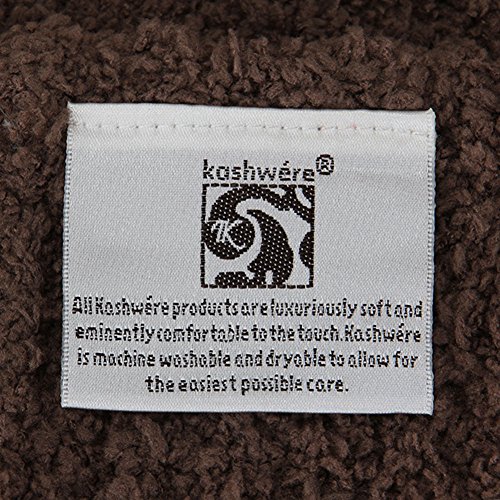 kashwére®
K
All Kashwére products are luxuriously soft and
eminently comfortable to the touch. Kashwére
is machine washable and dryable to allow for
the easiest possible care.